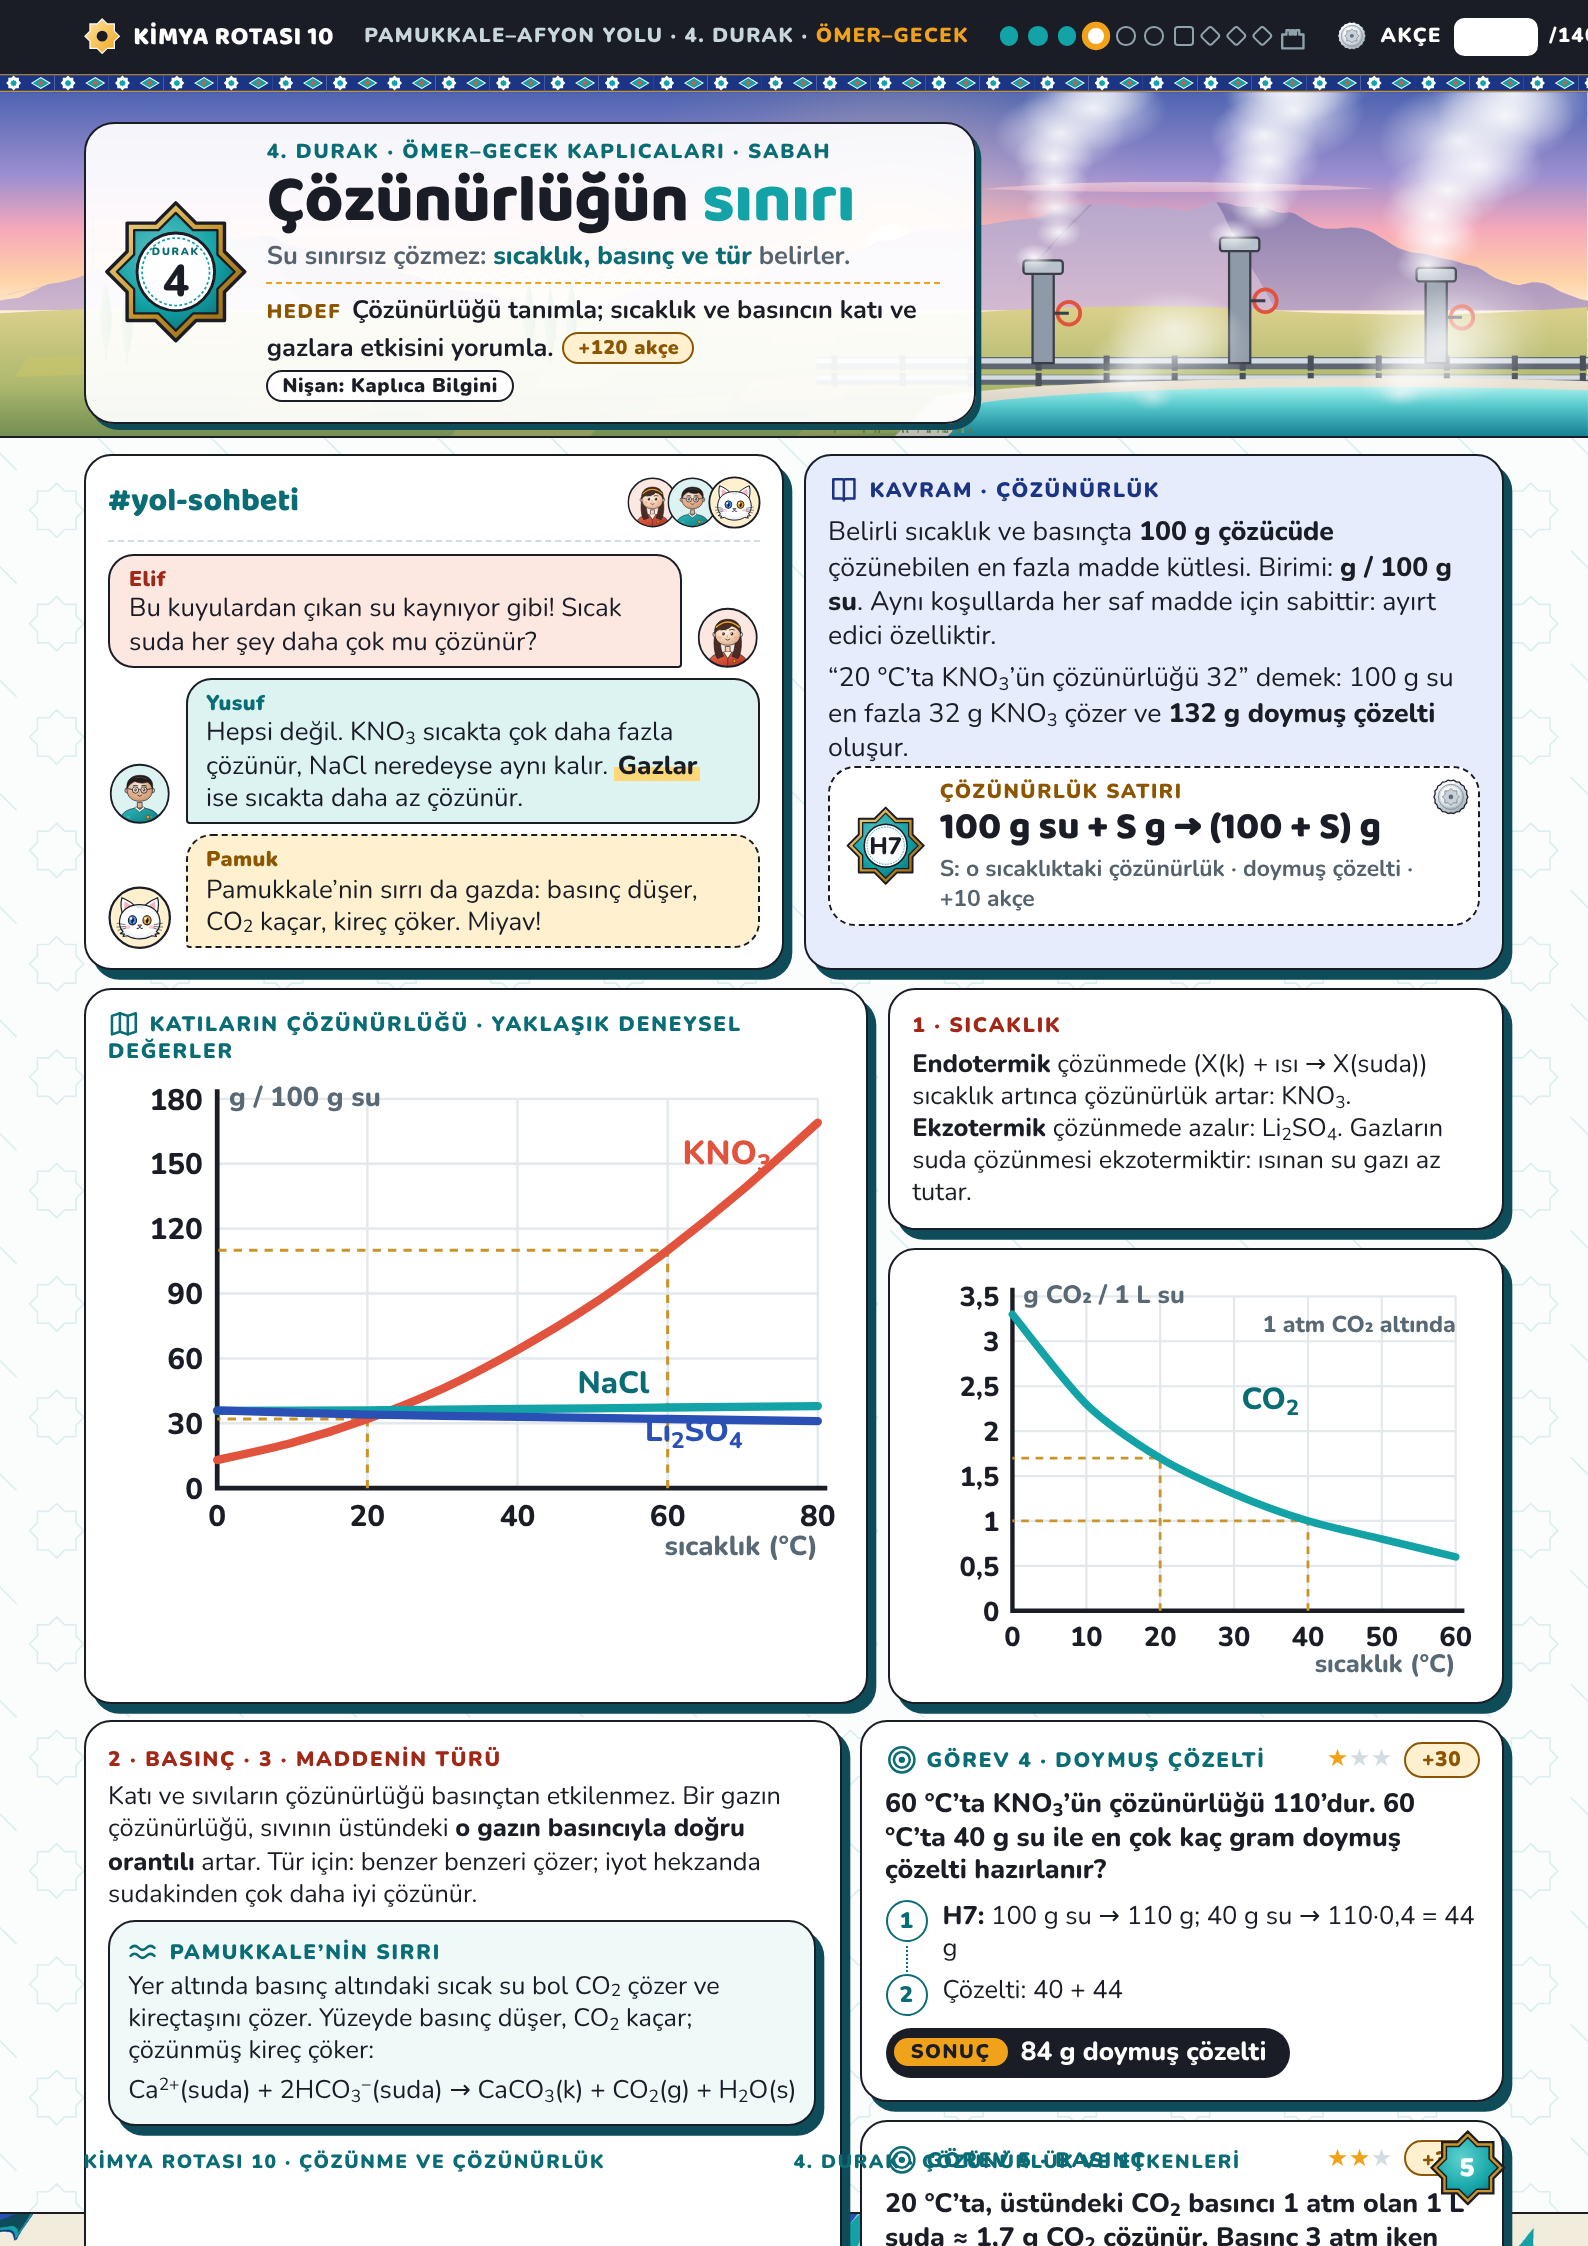 KİMYA ROTASI 10 PAMUKKALE–AFYON YOLU · 4. DURAK · ÖMER–GECEK AKÇE
4. DURAK · ÖMER–GECEK KAPLICALARI · SABAH
Çözünürlüğün sınırı
Su sınırsız çözmez: sıcaklık, basınç ve tür belirler.
DURAK
4
HEDEF Çözünürlüğü tanımla; sıcaklık ve basıncın katı ve
gazlara etkisini yorumla. +120 akçe
Nişan: Kaplıca Bilgini
#yol-sohbeti
Elif
Bu kuyulardan çıkan su kaynıyor gibi! Sıcak
suda her şey daha çok mu çözünür?
Yusuf
Hepsi değil. KNO₃ sıcakta çok daha fazla
çözünür, NaCl neredeyse aynı kalır. Gazlar
ise sıcakta daha az çözünür.
Pamuk
Pamukkale’nin sırrı da gazda: basınç düşer,
CO₂ kaçar, kireç çöker. Miyav!
KAVRAM · ÇÖZÜNÜRLÜK
Belirli sıcaklık ve basınçta 100 g çözücüde
çözünebilen en fazla madde kütlesi. Birimi: g / 100 g
su. Aynı koşullarda her saf madde için sabittir: ayırt
edici özelliktir.
“20 °C’ta KNO₃’ün çözünürlüğü 32” demek: 100 g su
en fazla 32 g KNO₃ çözer ve 132 g doymuş çözelti
oluşur.
H7
ÇÖZÜNÜRLÜK SATIRI
100 g su + S g → (100 + S) g
S: o sıcaklıktaki çözünürlük · doymuş çözelti ·
+10 akçe
KATILARIN ÇÖZÜNÜRLÜĞÜ · YAKLAŞIK DENEYSEL
DEĞERLER
g / 100 g su
180
150
120
90
60
30
0
KNO₃
NaCl
Li₂SO₄
0 20 40 60 80
sıcaklık (°C)
1 · SICAKLIK
Endotermik çözünmede (X(k) + ısı → X(suda))
sıcaklık artınca çözünürlük artar: KNO₃.
Ekzotermik çözünmede azalır: Li₂SO₄. Gazların
suda çözünmesi ekzotermiktir: ısınan su gazı az
tutar.
g CO₂ / 1 L su
1 atm CO₂ altında
3,5
3
2,5
2
1,5
1
0,5
0
CO₂
0 10 20 30 40 50 60
sıcaklık (°C)
2 · BASINÇ · 3 · MADDENİN TÜRÜ
Katı ve sıvıların çözünürlüğü basınçtan etkilenmez. Bir gazın
çözünürlüğü, sıvının üstündeki o gazın basıncıyla doğru
orantılı artar. Tür için: benzer benzeri çözer; iyot hekzanda
sudakinden çok daha iyi çözünür.
PAMUKKALE’NİN SIRRI
Yer altında basınç altındaki sıcak su bol CO₂ çözer ve
kireçtaşını çözer. Yüzeyde basınç düşer, CO₂ kaçar;
çözünmüş kireç çöker:
Ca²⁺(suda) + 2HCO₃⁻(suda) → CaCO₃(k) + CO₂(g) + H₂O(s)
GÖREV 4 · DOYMUŞ ÇÖZELTİ +30
60 °C’ta KNO₃’ün çözünürlüğü 110’dur. 60
°C’ta 40 g su ile en çok kaç gram doymuş
çözelti hazırlanır?
1 H7: 100 g su → 110 g; 40 g su → 110·0,4 = 44
g
2 Çözelti: 40 + 44
SONUÇ 84 g doymuş çözelti
GÖREV 5 · BASINÇ
20 °C’ta, üstündeki CO₂ basıncı 1 atm olan 1 L
suda ≈ 1,7 g CO₂ çözünür. Basınç 3 atm iken
KİMYA ROTASI 10 · ÇÖZÜNME VE ÇÖZÜNÜRLÜK
4. DURAK · ÇÖZÜNÜRLÜK VE ETKENLERİ
5